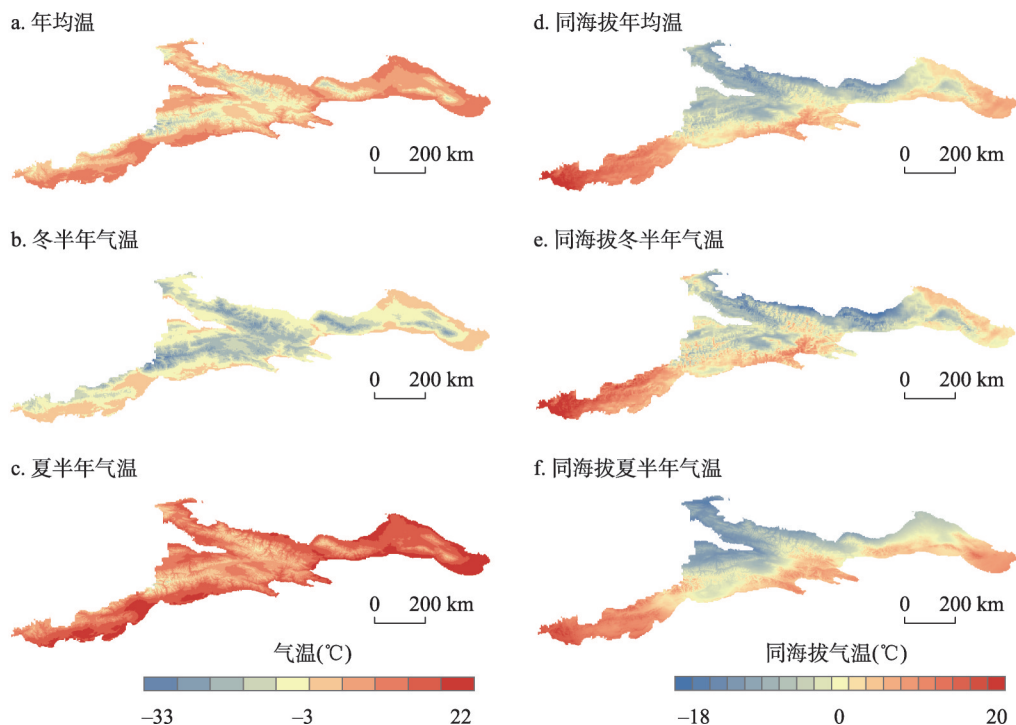 a. 年均温
d. 同海拔年均温
0 200 km
0 200 km
b. 冬半年气温
e. 同海拔冬半年气温
0 200 km
0 200 km
c. 夏半年气温
f. 同海拔夏半年气温
0 200 km
0 200 km
气温(℃)
同海拔气温(℃)
–33 –3 22
–18 0 20